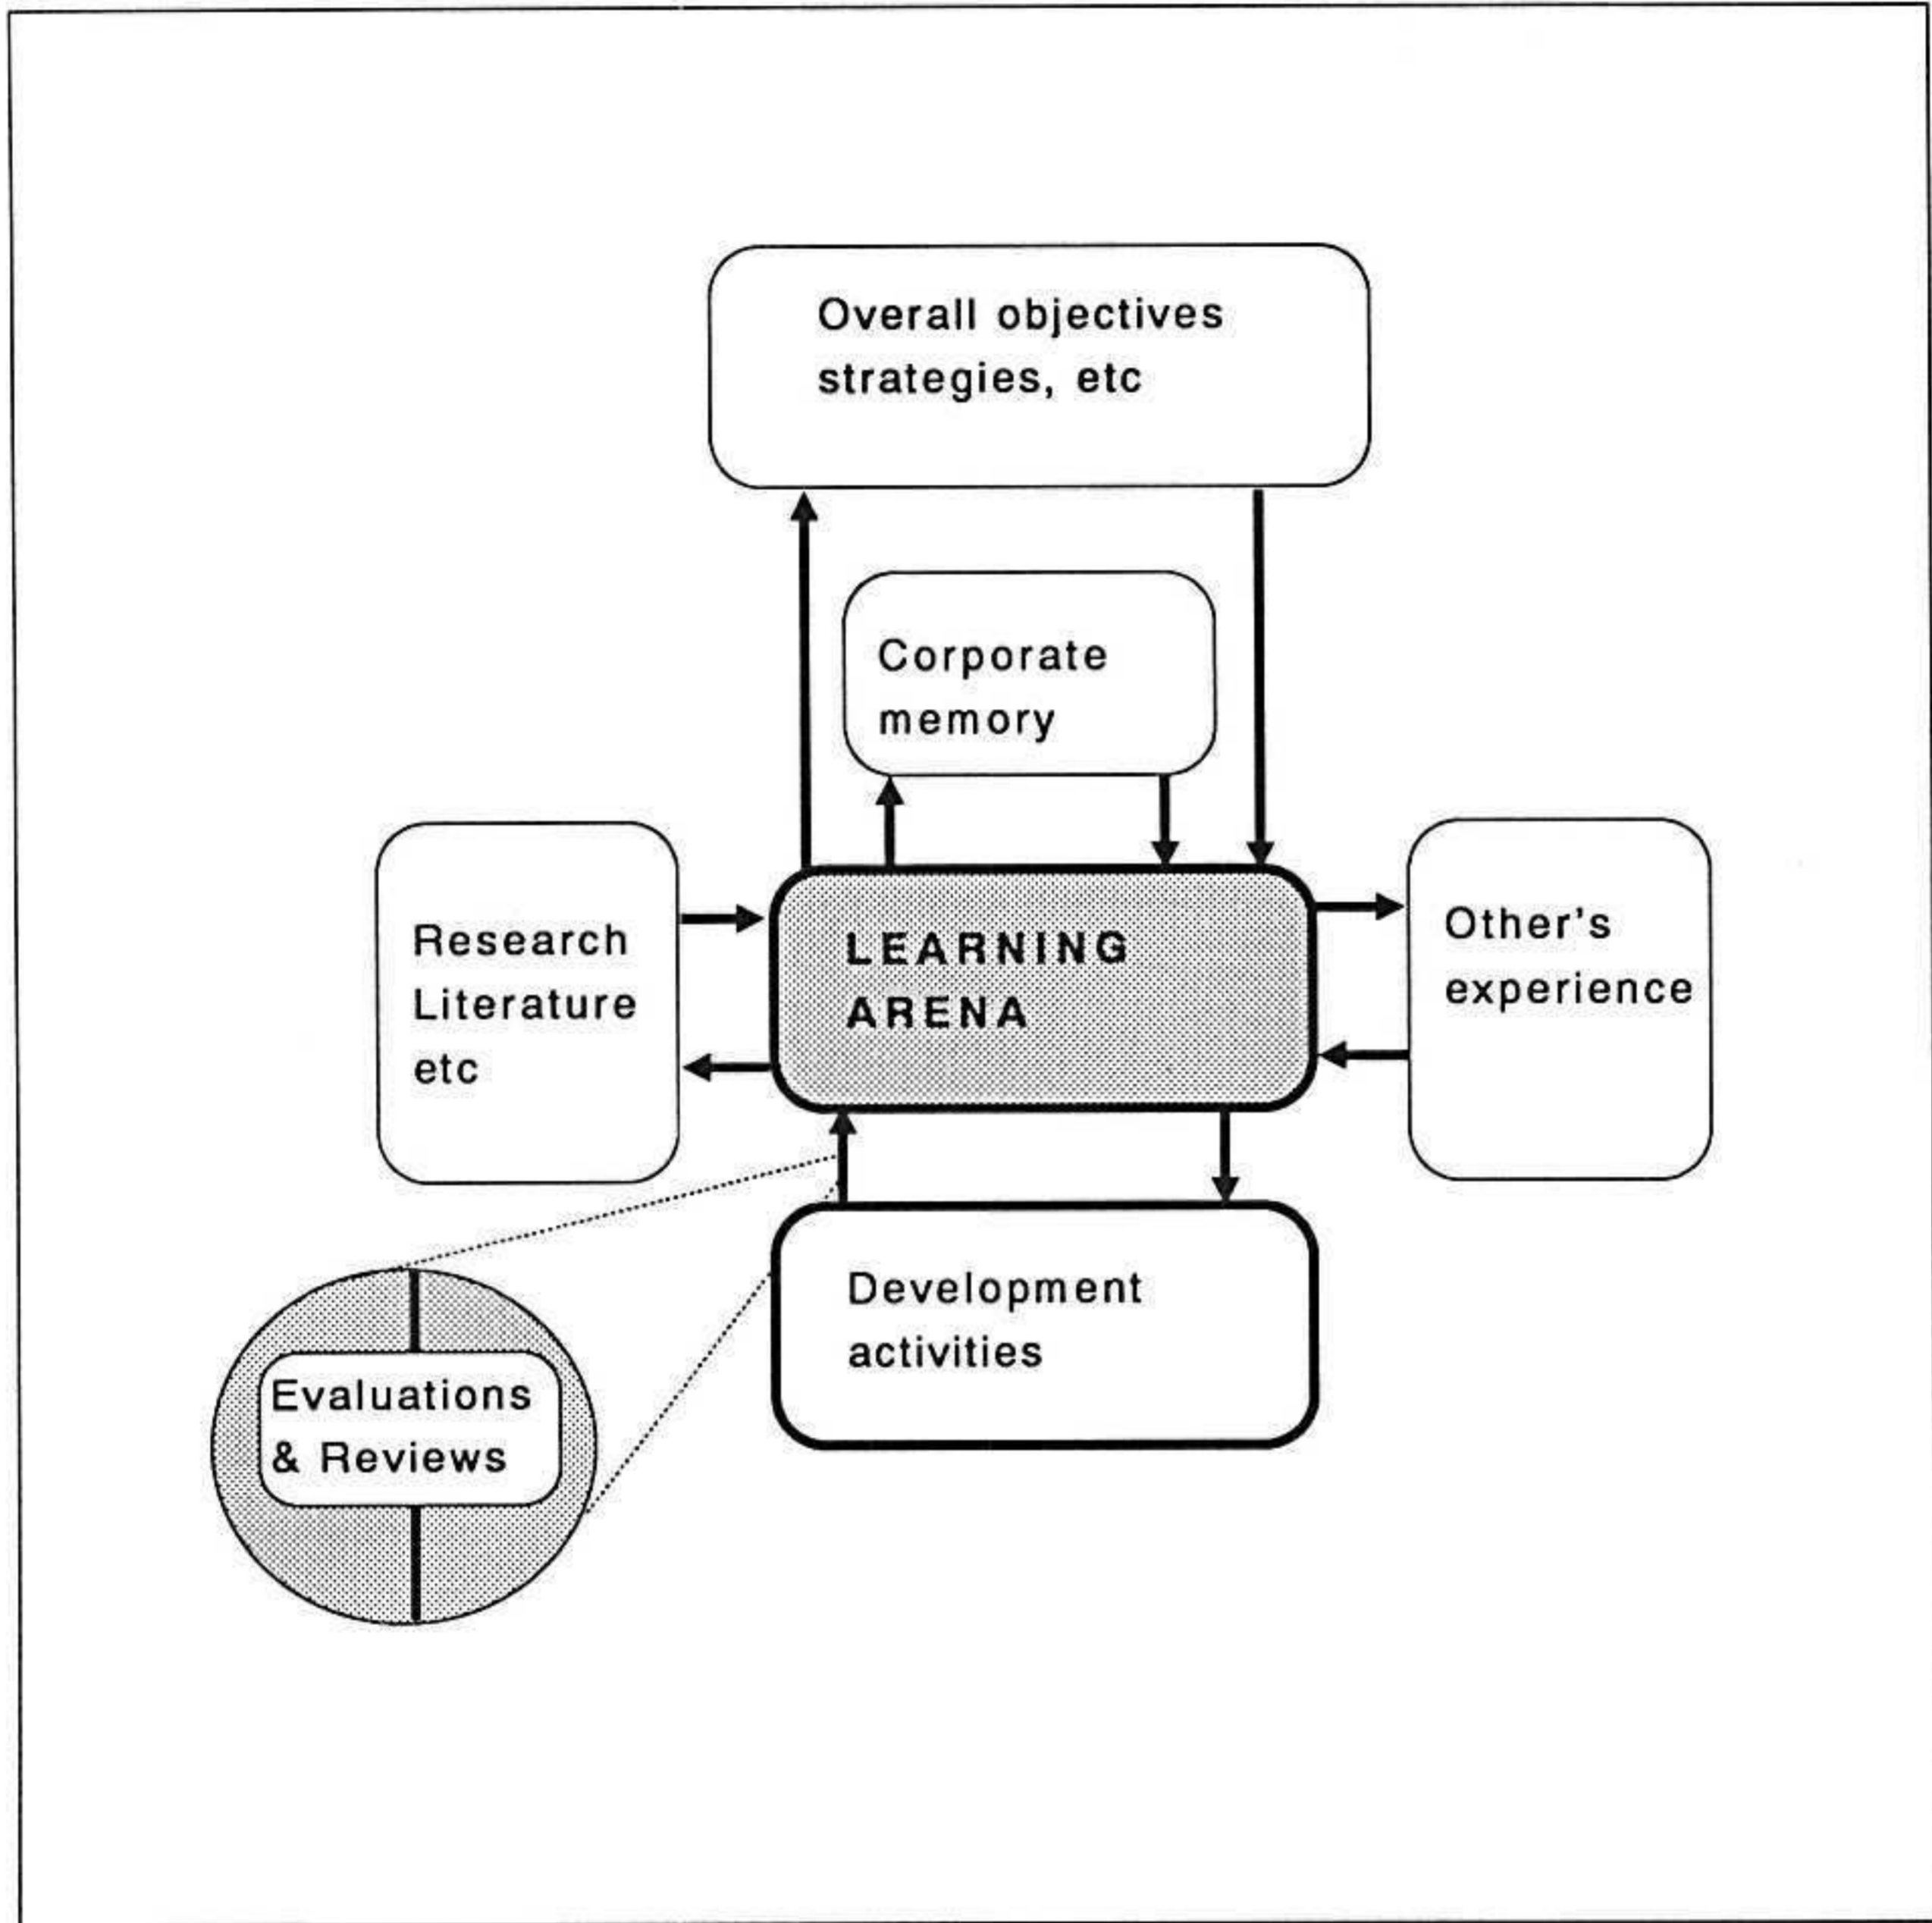 Overall objectives
strategies, etc
Corporate
memory
Research
Literature
etc
LEARNING
ARENA
Other's
experience
Development
activities
Evaluations
& Reviews